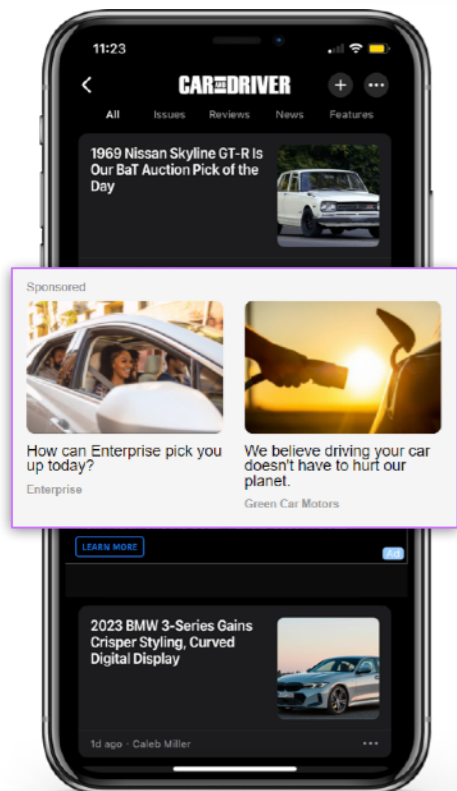 11:23
CAR AND DRIVER
All Issues Reviews News Features
1969 Nissan Skyline GT-R Is
Our BaT Auction Pick of the
Day
Sponsored
How can Enterprise pick you
up today?
Enterprise
We believe driving your car
doesn't have to hurt our
planet.
Green Car Motors
LEARN MORE
Ad
2023 BMW 3-Series Gains
Crisper Styling, Curved
Digital Display
1d ago · Caleb Miller